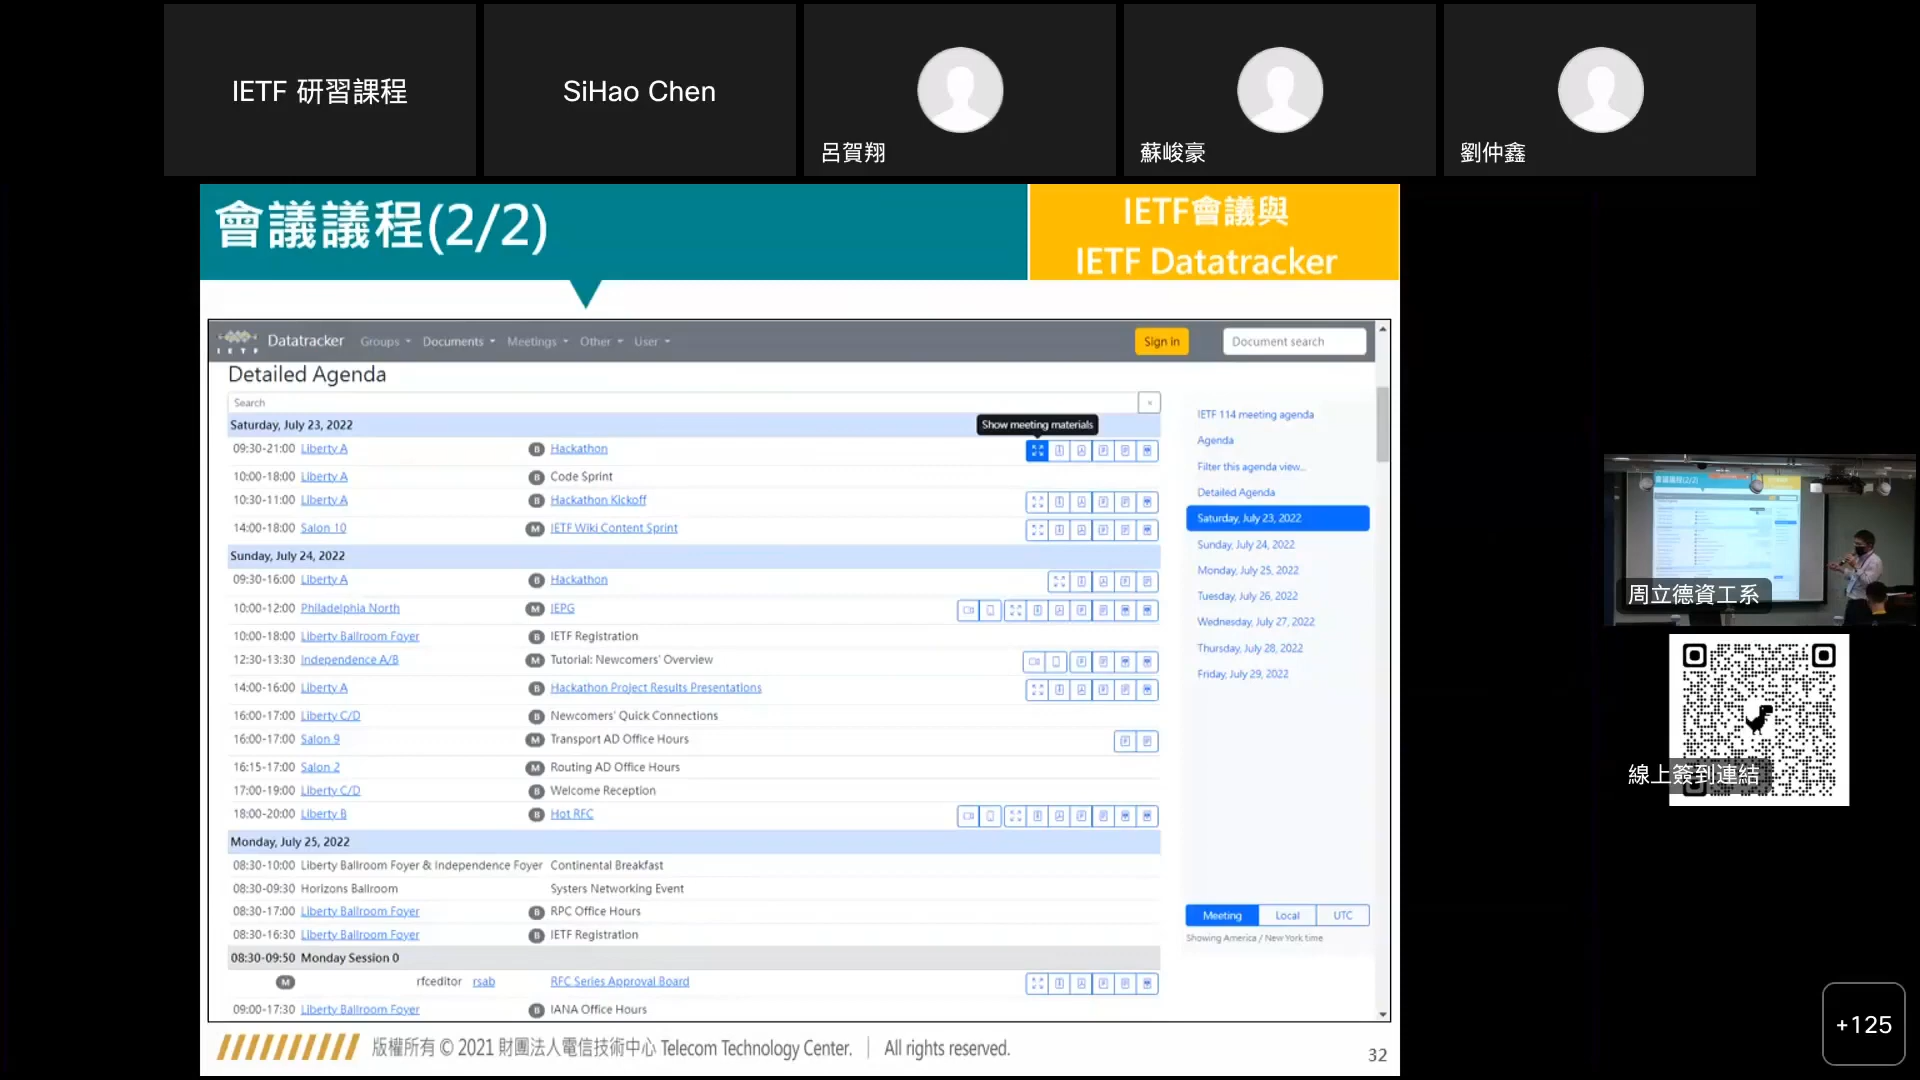 IETF 研習課程
SiHao Chen
呂賀翔
蘇峻豪
劉仲鑫
會議議程(2/2)
IETF會議與
IETF Datatracker
IETF
Datatracker Groups Documents Meetings Other User Sign in Document search
Detailed Agenda
Search
Saturday, July 23, 2022
Show meeting materials
09:30-21:00 Liberty A B Hackathon
10:00-18:00 Liberty A B Code Sprint
10:30-11:00 Liberty A B Hackathon Kickoff
14:00-18:00 Salon 10 M IETF Wiki Content Sprint
Sunday, July 24, 2022
09:30-16:00 Liberty A B Hackathon
10:00-12:00 Philadelphia North M IEPG
10:00-18:00 Liberty Ballroom Foyer B IETF Registration
12:30-13:30 Independence A/B M Tutorial: Newcomers' Overview
14:00-16:00 Liberty A B Hackathon Project Results Presentations
16:00-17:00 Liberty C/D B Newcomers' Quick Connections
16:00-17:00 Salon 9 M Transport AD Office Hours
16:15-17:00 Salon 2 M Routing AD Office Hours
17:00-19:00 Liberty C/D B Welcome Reception
18:00-20:00 Liberty B B Hot RFC
Monday, July 25, 2022
08:30-10:00 Liberty Ballroom Foyer & Independence Foyer Continental Breakfast
08:30-09:30 Horizons Ballroom Systers Networking Event
08:30-17:00 Liberty Ballroom Foyer B RPC Office Hours
08:30-16:30 Liberty Ballroom Foyer B IETF Registration
08:30-09:50 Monday Session 0
M rfceditor rsab RFC Series Approval Board
09:00-17:30 Liberty Ballroom Foyer B IANA Office Hours
IETF 114 meeting agenda
Agenda
Filter this agenda view...
Detailed Agenda
Saturday, July 23, 2022
Sunday, July 24, 2022
Monday, July 25, 2022
Tuesday, July 26, 2022
Wednesday, July 27, 2022
Thursday, July 28, 2022
Friday, July 29, 2022
Meeting Local UTC
Showing America / New York time
版權所有 © 2021 財團法人電信技術中心 Telecom Technology Center. | All rights reserved.
32
會議議程(2/2)
周立德資工系
線上簽到連結
+125